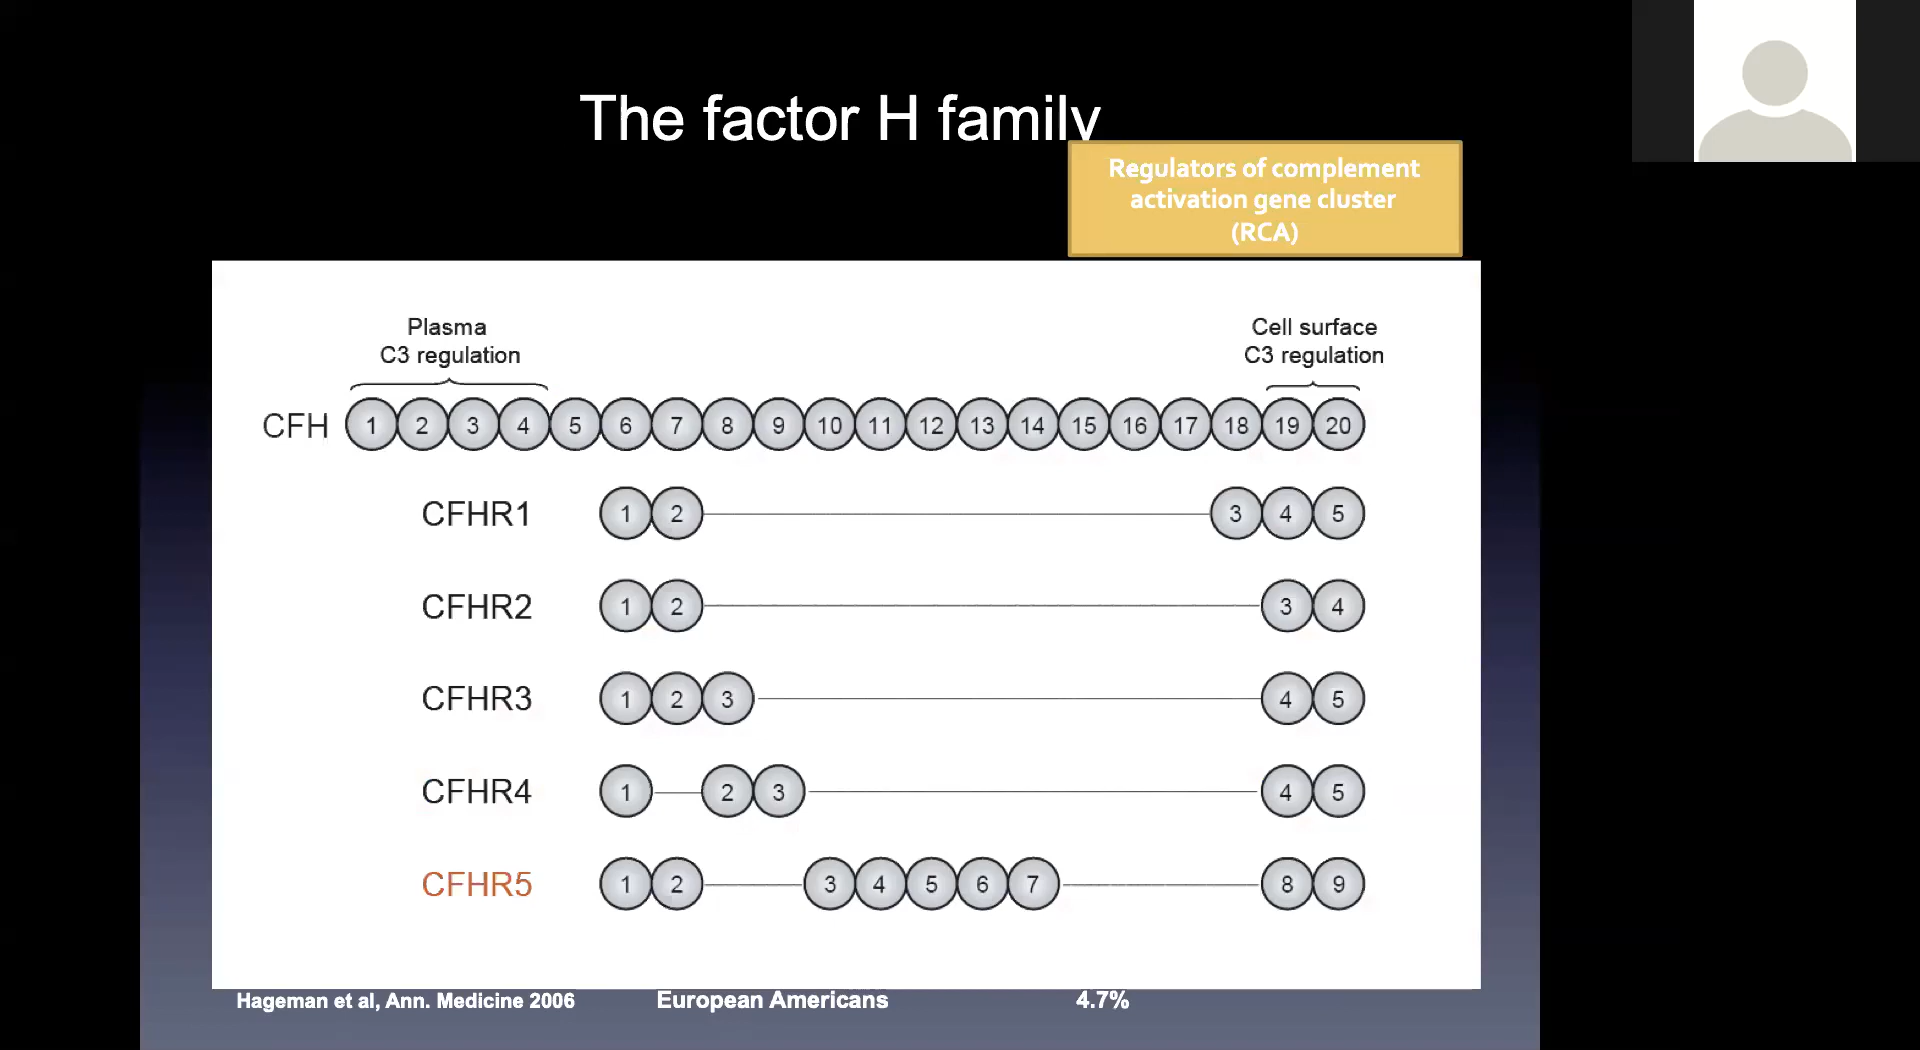 The factor H family
Regulators of complement
activation gene cluster
(RCA)
Plasma
C3 regulation
Cell surface
C3 regulation
CFH 1 2 3 4 5 6 7 8 9 10 11 12 13 14 15 16 17 18 19 20
CFHR1 1 2 3 4 5
CFHR2 1 2 3 4
CFHR3 1 2 3 4 5
CFHR4 1 2 3 4 5
CFHR5 1 2 3 4 5 6 7 8 9
Hageman et al, Ann. Medicine 2006 European Americans 4.7%